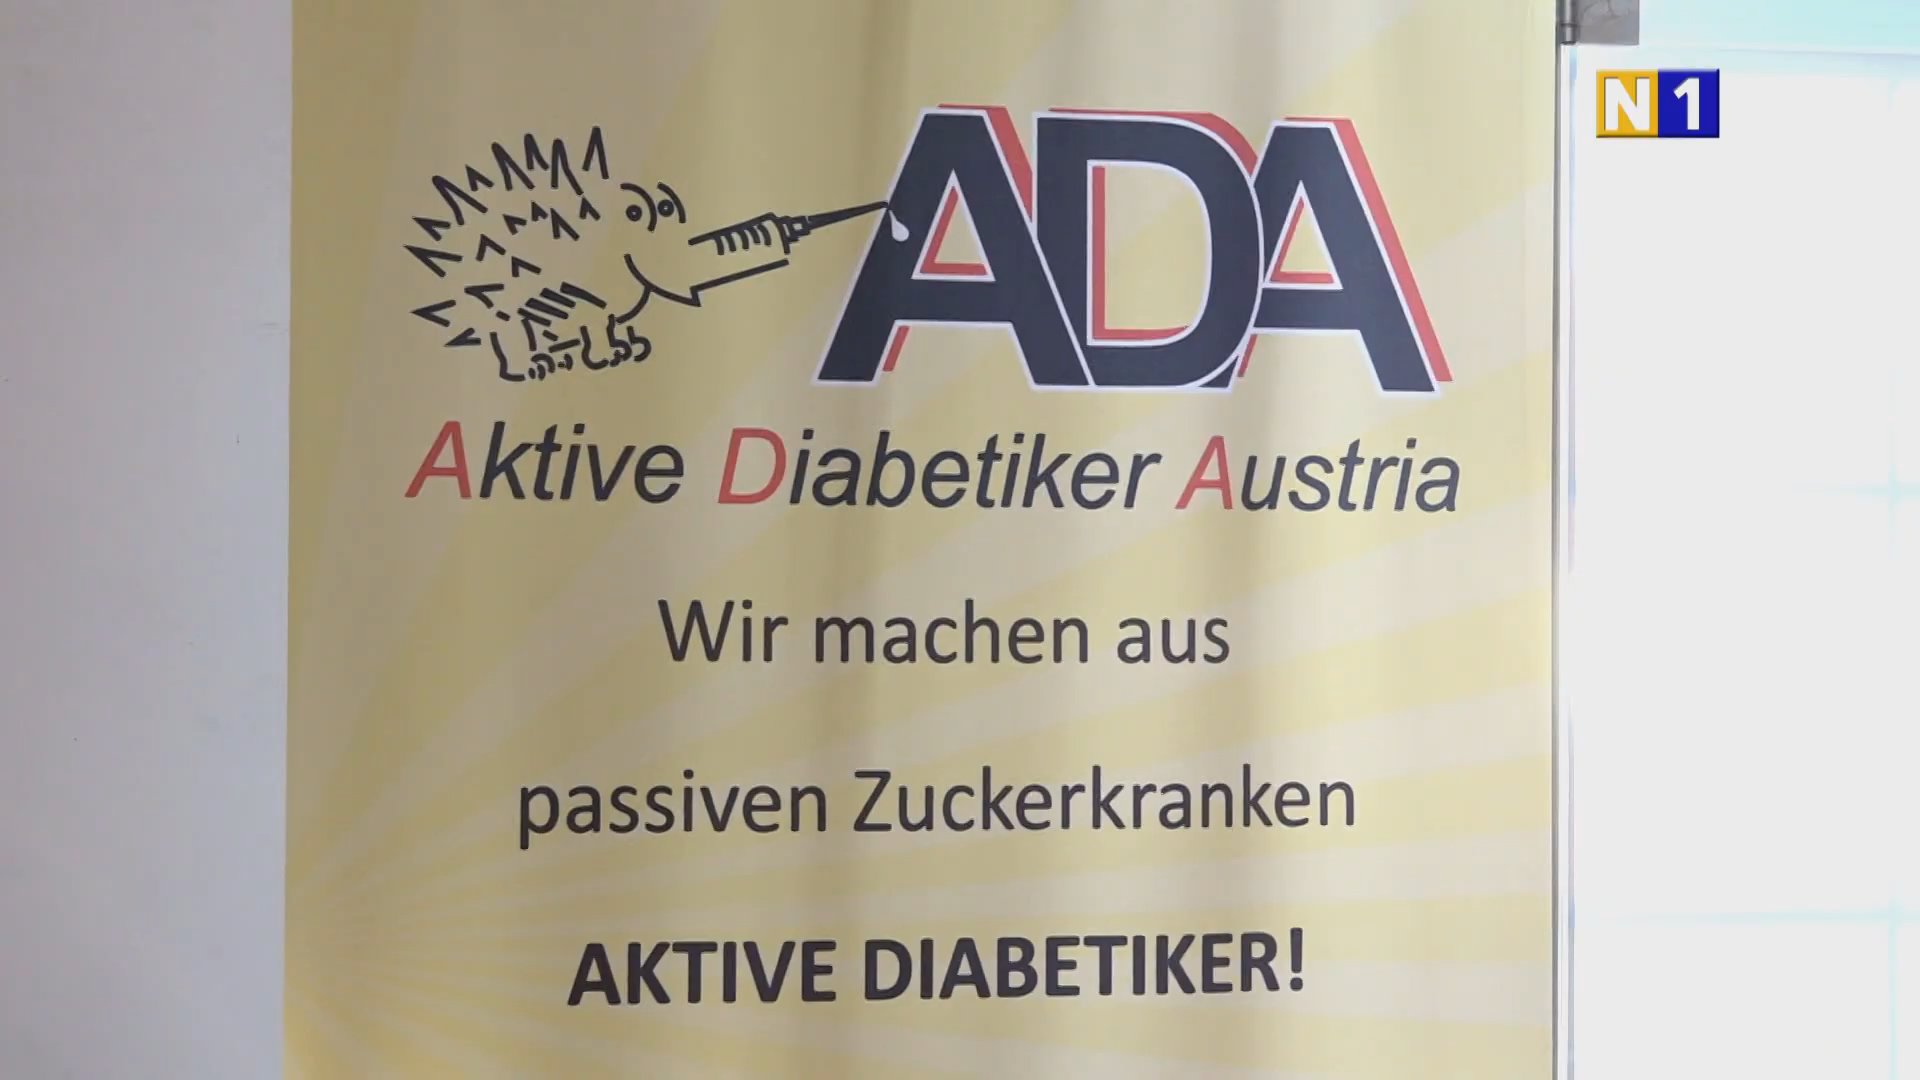 N1
ADA
Aktive Diabetiker Austria
Wir machen aus
passiven Zuckerkranken
AKTIVE DIABETIKER!